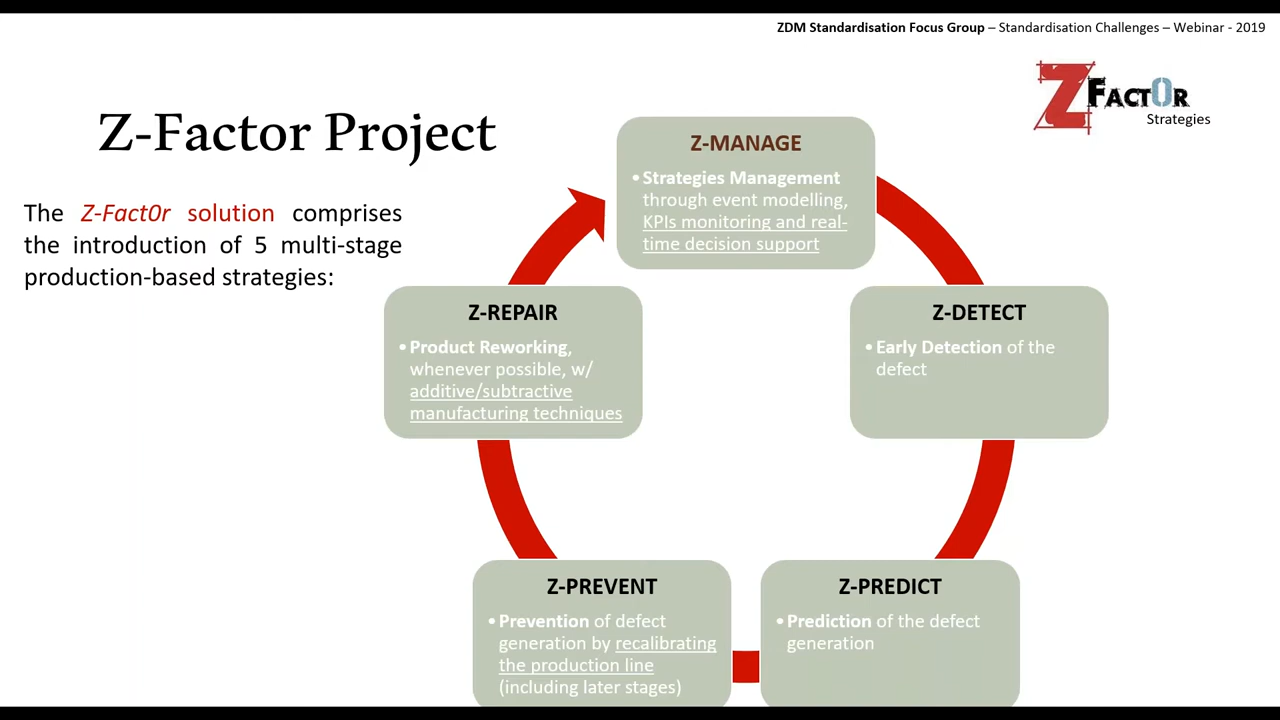 ZDM Standardisation Focus Group – Standardisation Challenges – Webinar - 2019
Z FACT0R
Strategies
Z-Factor Project
The Z-Fact0r solution comprises
the introduction of 5 multi-stage
production-based strategies:
Z-MANAGE
•Strategies Management
through event modelling,
KPIs monitoring and real-
time decision support
Z-DETECT
•Early Detection of the
defect
Z-PREDICT
•Prediction of the defect
generation
Z-PREVENT
•Prevention of defect
generation by recalibrating
the production line
(including later stages)
Z-REPAIR
•Product Reworking,
whenever possible, w/
additive/subtractive
manufacturing techniques